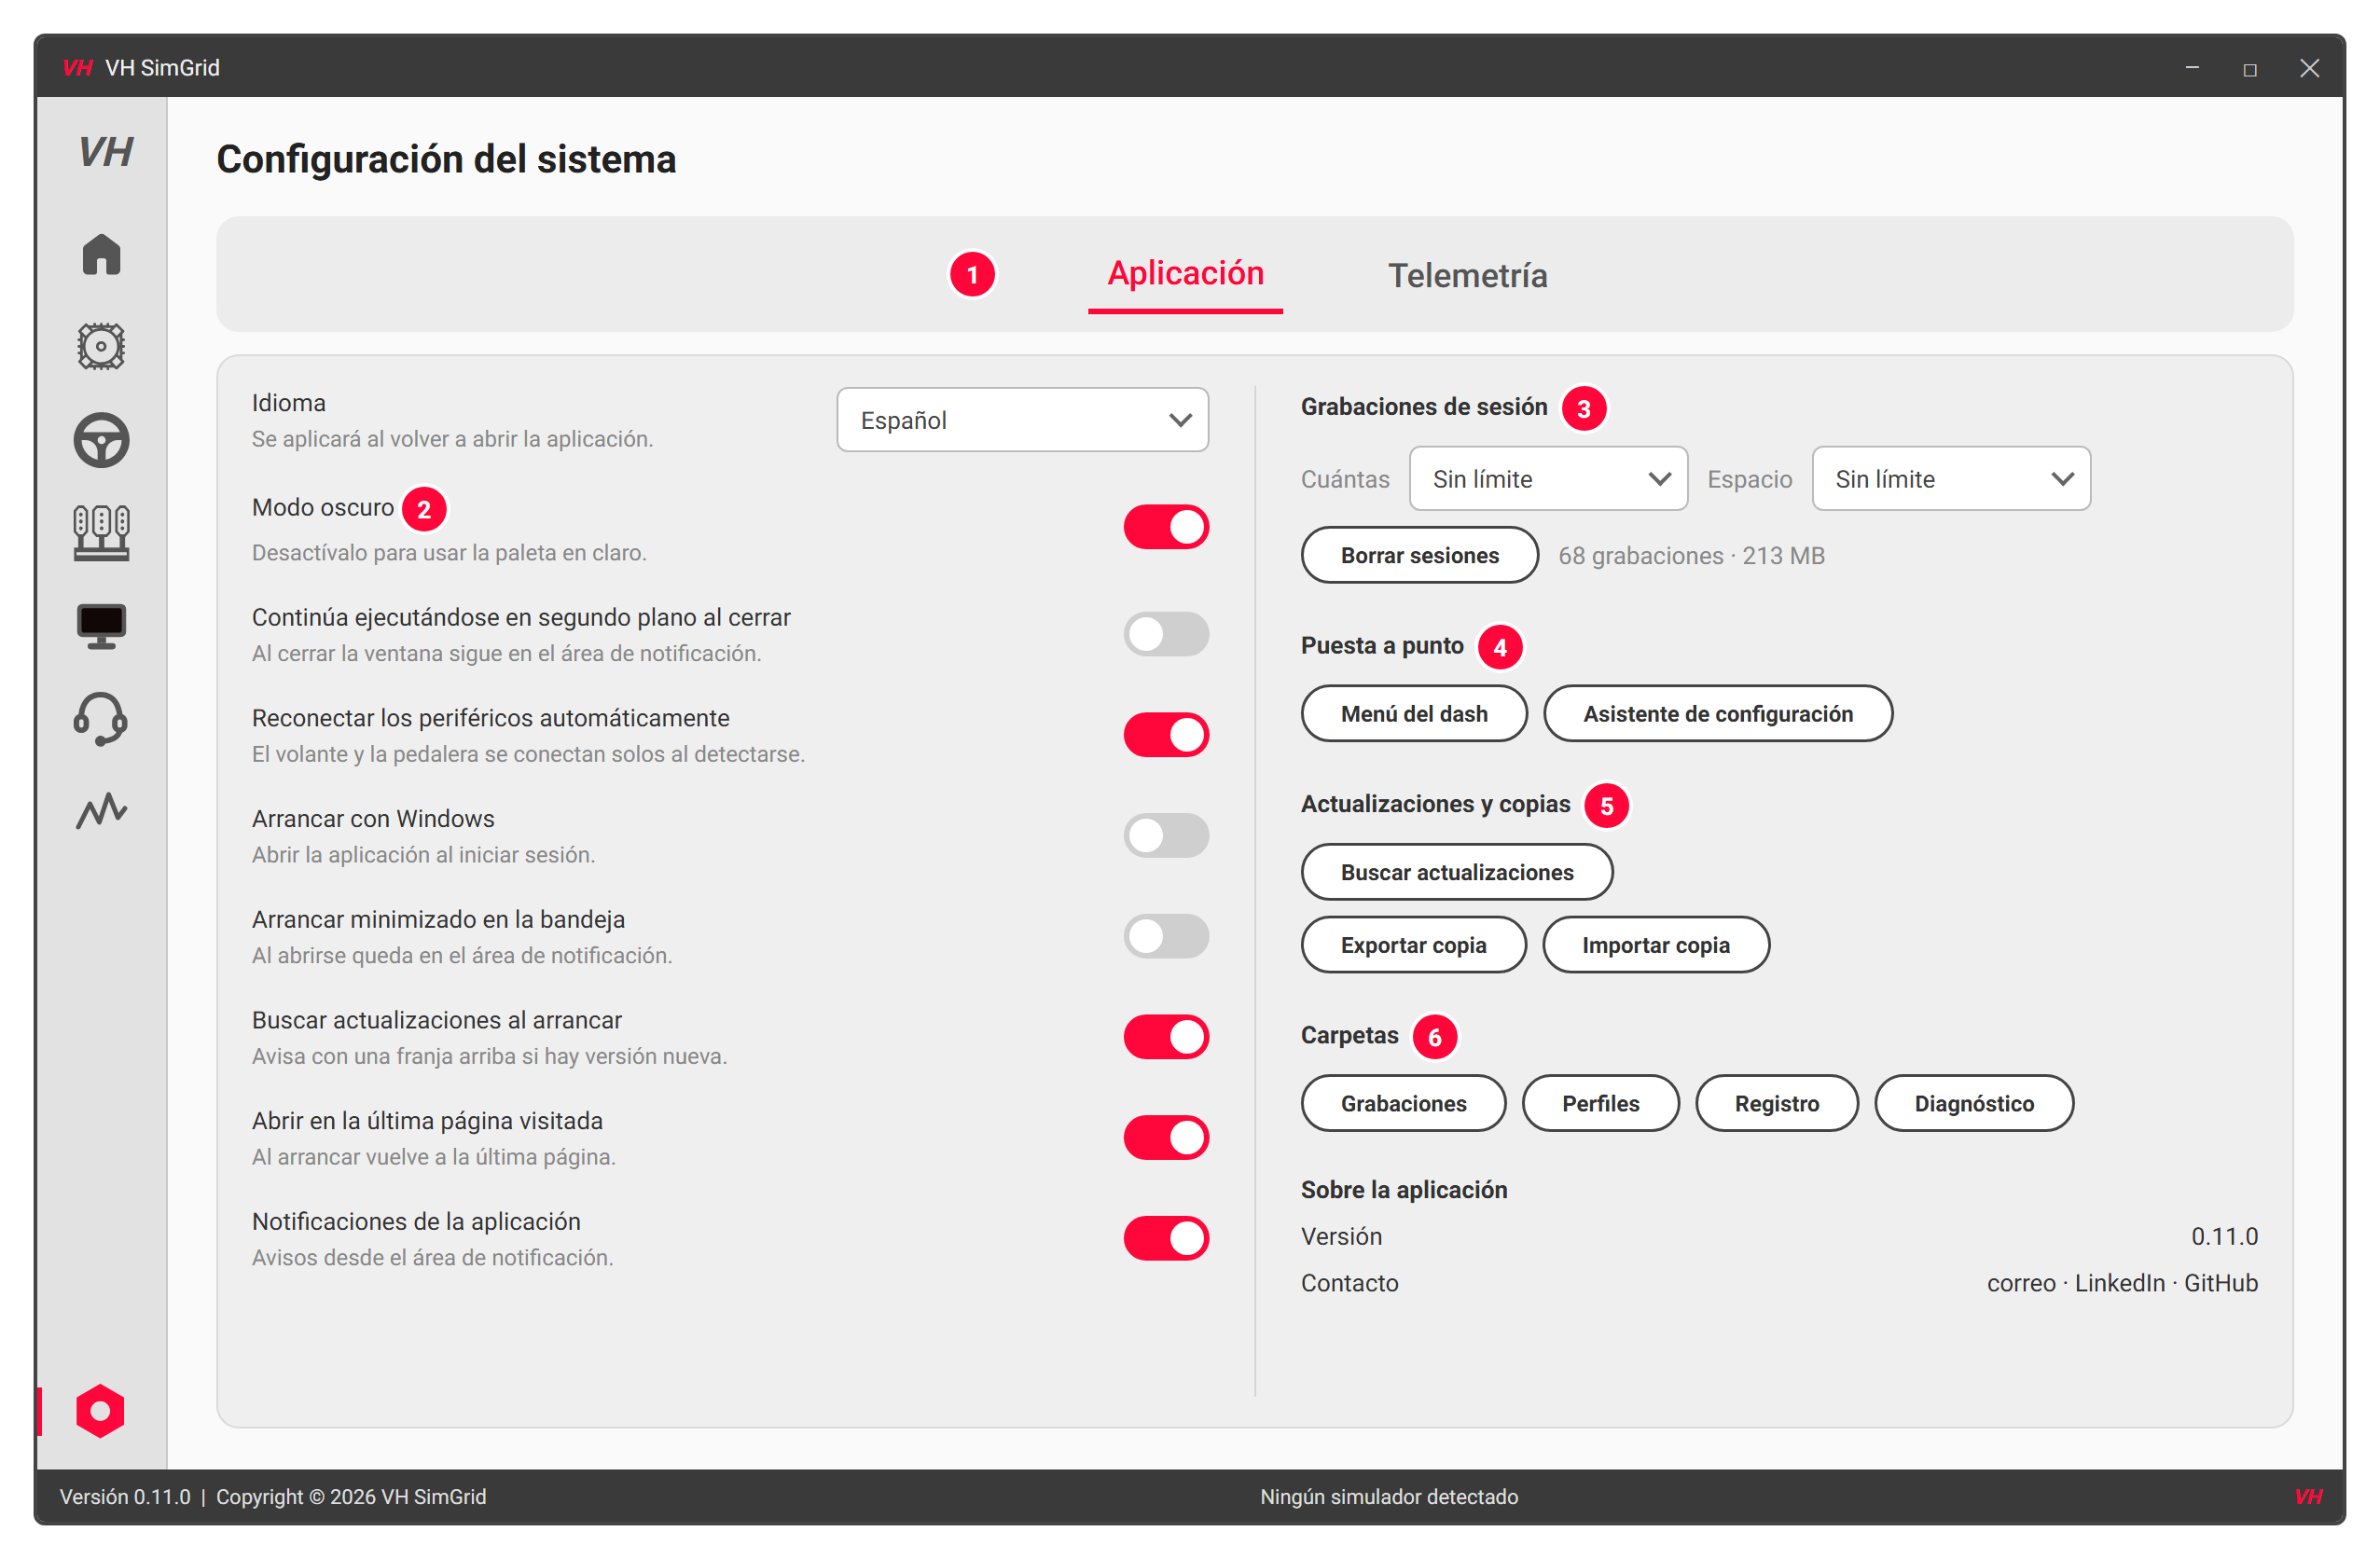 VH VH SimGrid
VH
Configuración del sistema
1 Aplicación Telemetría
Idioma
Se aplicará al volver a abrir la aplicación.
Español
Modo oscuro 2
Desactívalo para usar la paleta en claro.
Continúa ejecutándose en segundo plano al cerrar
Al cerrar la ventana sigue en el área de notificación.
Reconectar los periféricos automáticamente
El volante y la pedalera se conectan solos al detectarse.
Arrancar con Windows
Abrir la aplicación al iniciar sesión.
Arrancar minimizado en la bandeja
Al abrirse queda en el área de notificación.
Buscar actualizaciones al arrancar
Avisa con una franja arriba si hay versión nueva.
Abrir en la última página visitada
Al arrancar vuelve a la última página.
Notificaciones de la aplicación
Avisos desde el área de notificación.
Grabaciones de sesión 3
Cuántas Sin límite Espacio Sin límite
Borrar sesiones 68 grabaciones · 213 MB
Puesta a punto 4
Menú del dash Asistente de configuración
Actualizaciones y copias 5
Buscar actualizaciones
Exportar copia Importar copia
Carpetas 6
Grabaciones Perfiles Registro Diagnóstico
Sobre la aplicación
Versión 0.11.0
Contacto correo · LinkedIn · GitHub
Versión 0.11.0 | Copyright © 2026 VH SimGrid Ningún simulador detectado VH